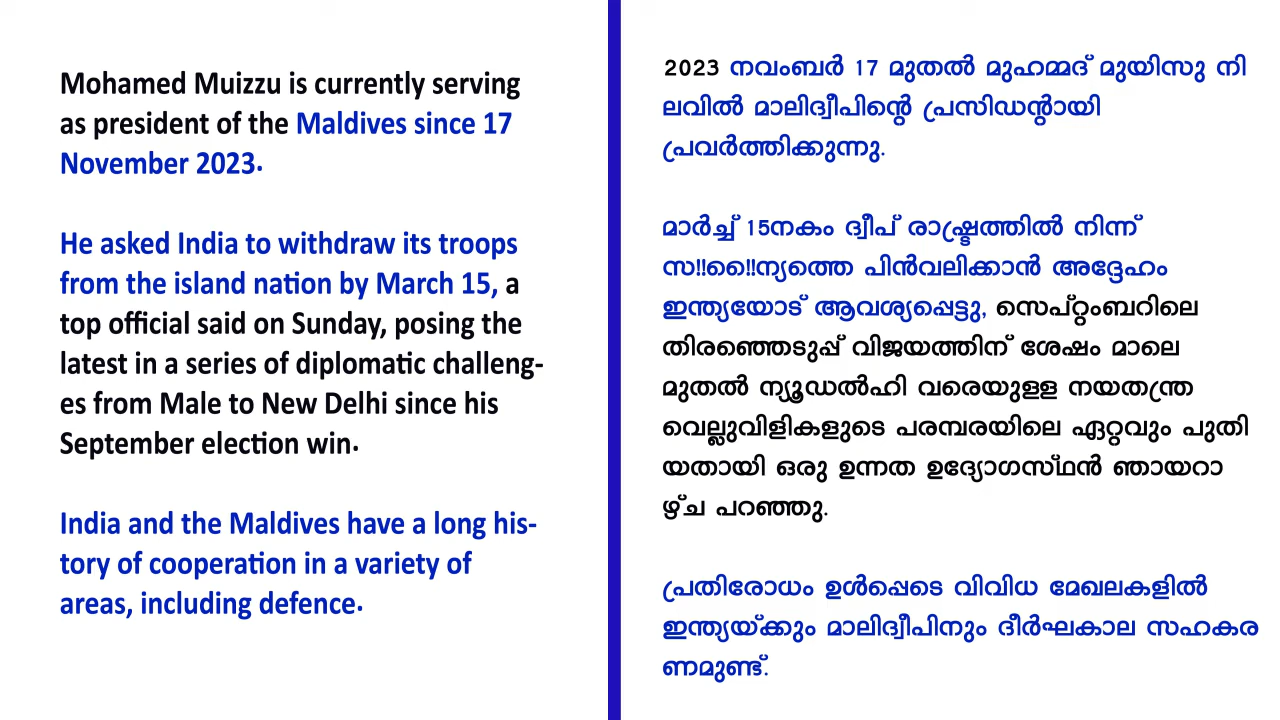 Mohamed Muizzu is currently serving
as president of the Maldives since 17
November 2023.
He asked India to withdraw its troops
from the island nation by March 15, a
top official said on Sunday, posing the
latest in a series of diplomatic challeng-
es from Male to New Delhi since his
September election win.
India and the Maldives have a long his-
tory of cooperation in a variety of
areas, including defence.
2023 നവംബർ 17 മുതൽ മുഹമ്മദ് മുയിസു നി
ലവിൽ മാലിദ്വീപിന്റെ പ്രസിഡന്റായി
പ്രവർത്തിക്കുന്നു.
മാർച്ച് 15നകം ദ്വീപ് രാഷ്ട്രത്തിൽ നിന്ന്
സ!!ൈ!!ന്യത്തെ പിൻവലിക്കാൻ അദ്ദേഹം
ഇന്ത്യയോട് ആവശ്യപ്പെട്ടു, സെപ്റ്റംബറിലെ
തിരഞ്ഞെടുപ്പ് വിജയത്തിന് ശേഷം മാലെ
മുതൽ ന്യൂഡൽഹി വരെയുളള നയതന്ത്ര
വെല്ലുവിളികളുടെ പരമ്പരയിലെ ഏറ്റവും പുതി
യതായി ഒരു ഉന്നത ഉദ്യോഗസ്ഥൻ ഞായറാ
ഴ്ച പറഞ്ഞു.
പ്രതിരോധം ഉൾപ്പെടെ വിവിധ മേഖലകളിൽ
ഇന്ത്യയ്ക്കും മാലിദ്വീപിനും ദീർഘകാല സഹകര
ണമുണ്ട്.